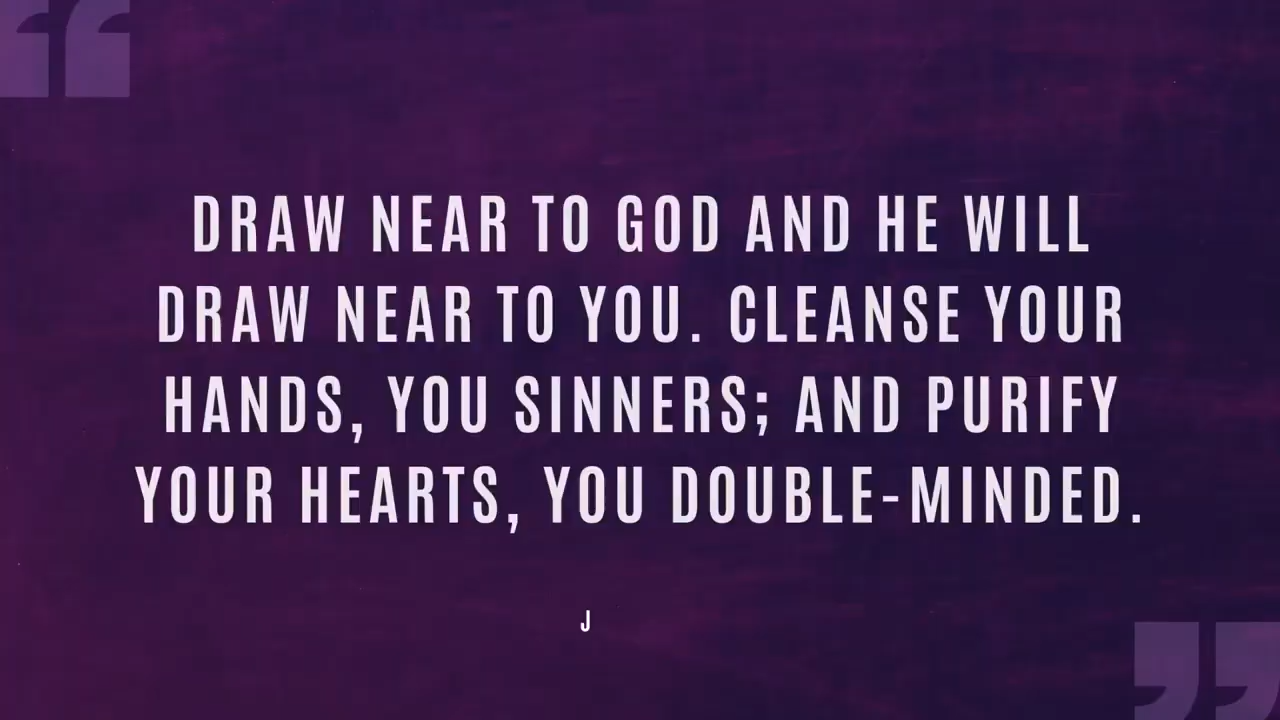 DRAW NEAR TO GOD AND HE WILL
DRAW NEAR TO YOU. CLEANSE YOUR
HANDS, YOU SINNERS; AND PURIFY
YOUR HEARTS, YOU DOUBLE-MINDED.
J